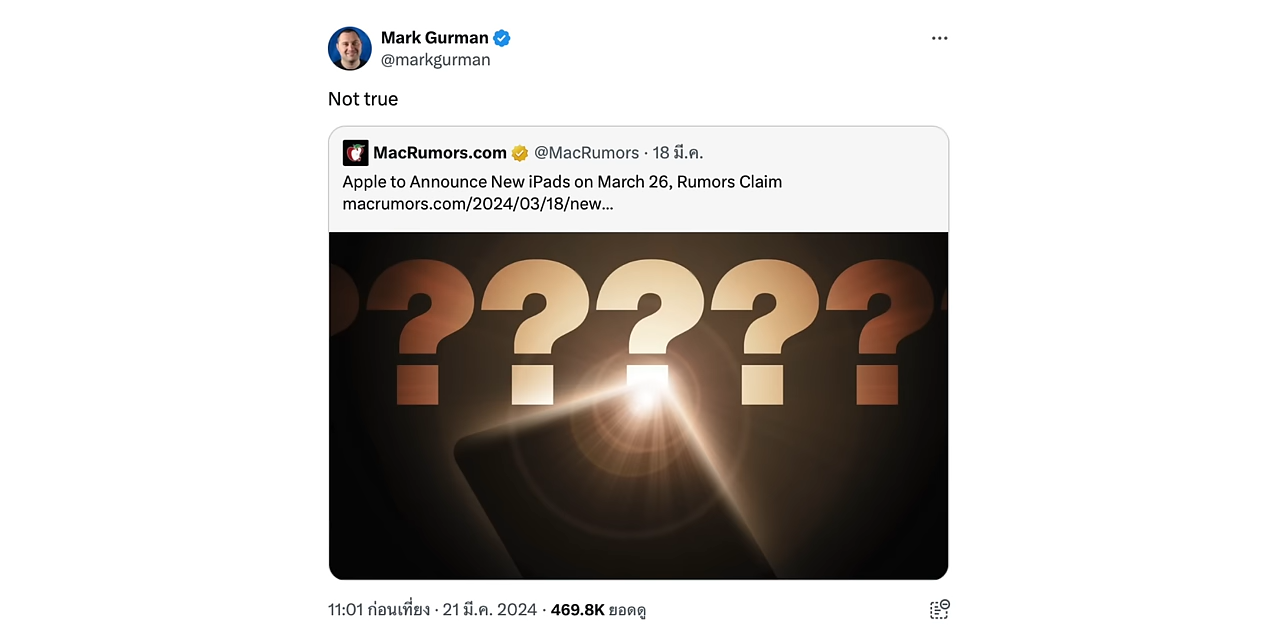 Mark Gurman
@markgurman
Not true
MacRumors.com @MacRumors · 18 มี.ค.
Apple to Announce New iPads on March 26, Rumors Claim
macrumors.com/2024/03/18/new…
?????
11:01 ก่อนเที่ยง · 21 มี.ค. 2024 · 469.8K ยอดดู